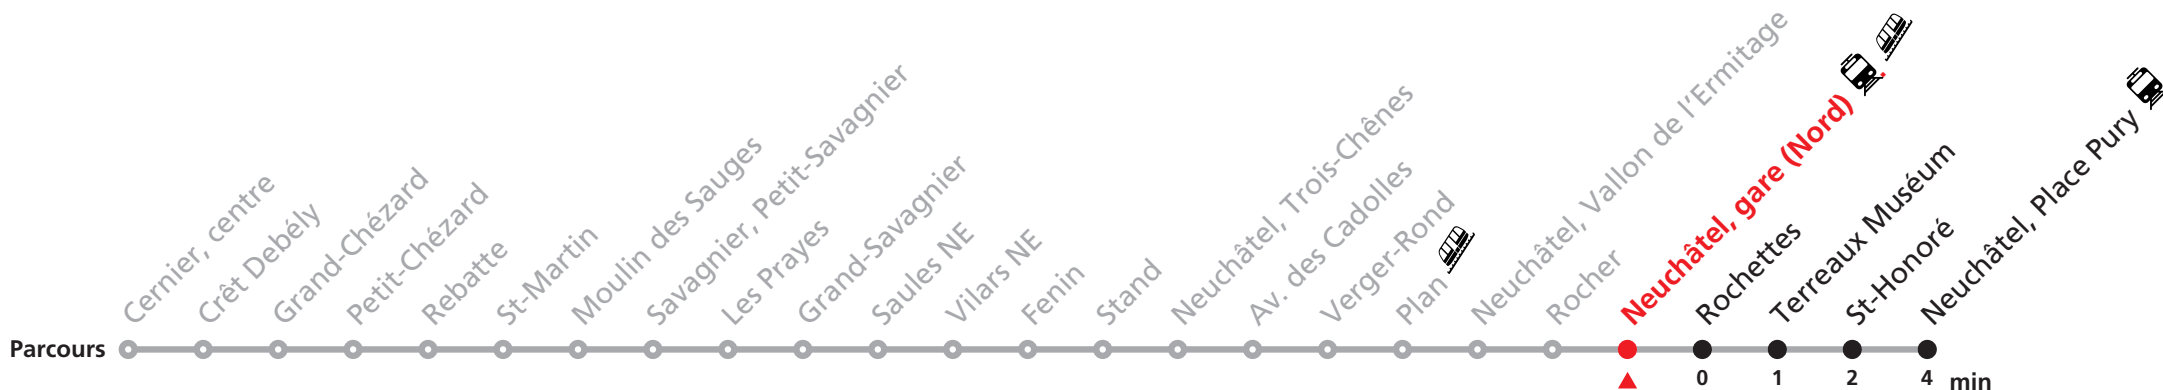 Cernier, centre
Crêt Debély
Grand-Chézard
Petit-Chézard
Rebatte
St-Martin
Moulin des Sauges
Savagnier, Petit-Savagnier
Les Prayes
Grand-Savagnier
Saules NE
Vilars NE
Fenin
Stand
Neuchâtel, Trois-Chênes
Av. des Cadolles
Verger-Rond
Plan
Neuchâtel, Vallon de l'Ermitage
Rocher
Neuchâtel, gare (Nord)
Rochettes
Terreaux Muséum
St-Honoré
Neuchâtel, Place Pury
Parcours
0 1 2 4 min